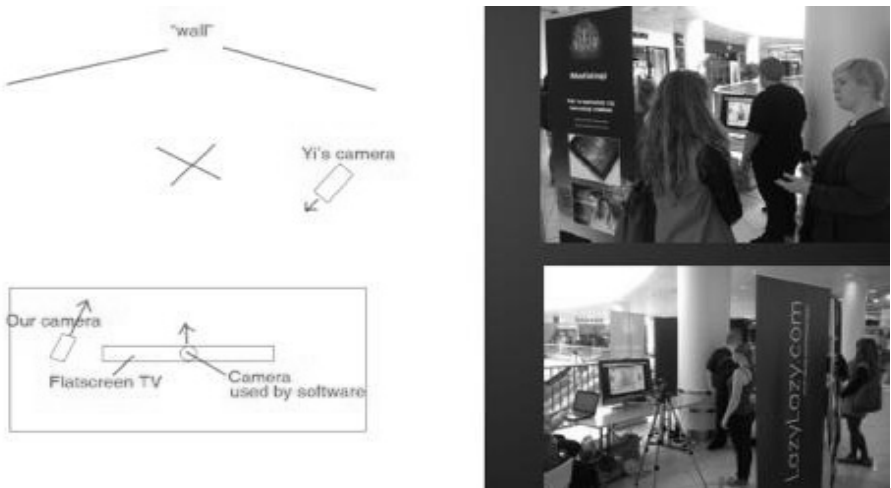 "wall"
Yi's camera
Our camera
Flatscreen TV
Camera
used by software
LazyLazy.com